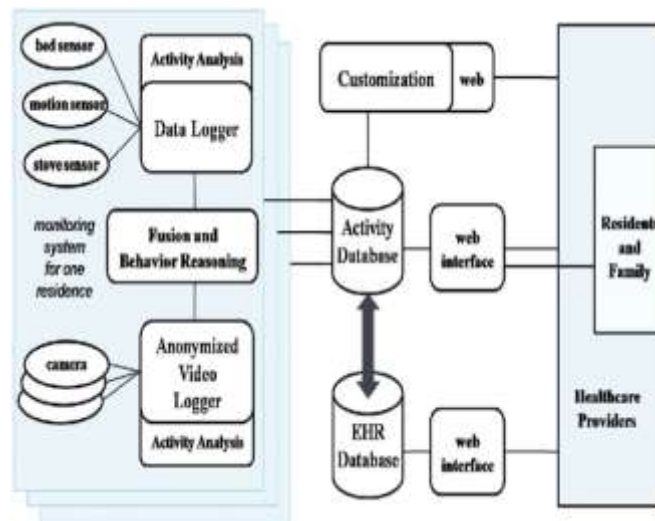 bed sensor
motion sensor
stove sensor
Activity Analysis
Data Logger
monitoring
system
for one
residence
Fusion and
Behavior Reasoning
camera
Anonymized
Video
Logger
Activity Analysis
Customization
web
Activity
Database
web
interface
EHR
Database
web
interface
Residents
and
Family
Healthcare
Providers